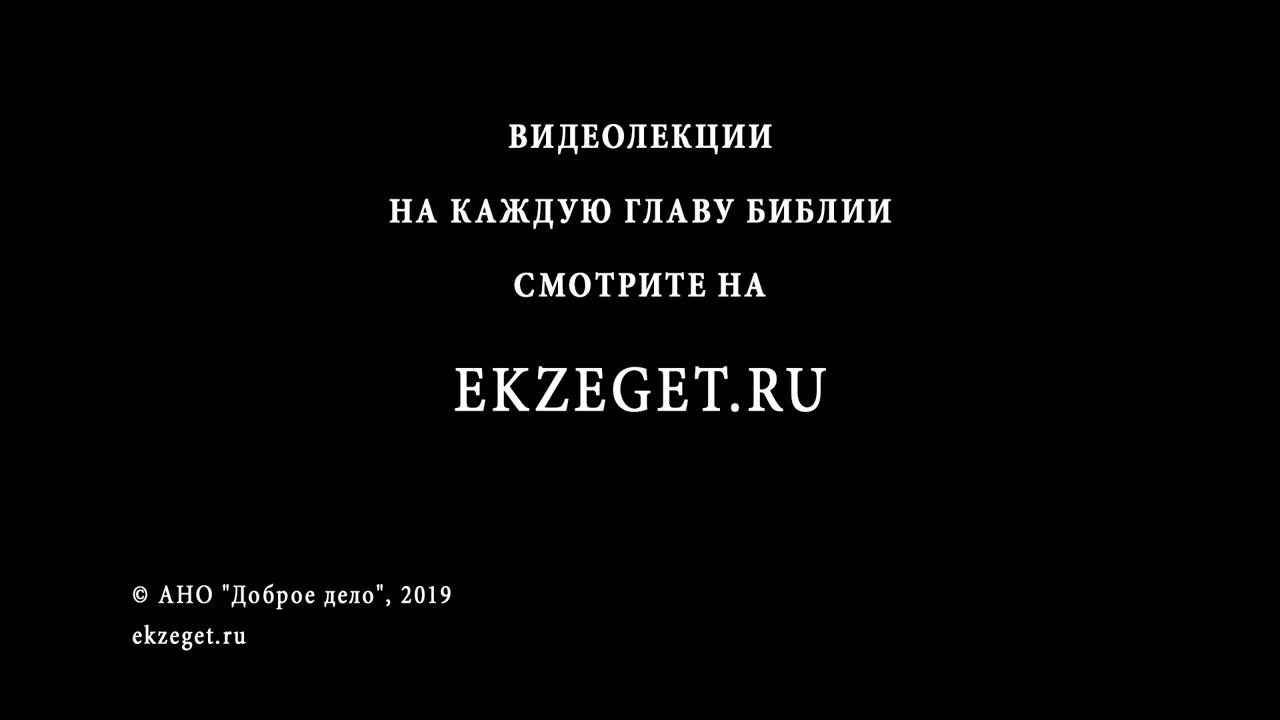 ВИДЕОЛЕКЦИИ
НА КАЖДУЮ ГЛАВУ БИБЛИИ
СМОТРИТЕ НА
EKZEGET.RU
© АНО "Доброе дело", 2019
ekzeget.ru